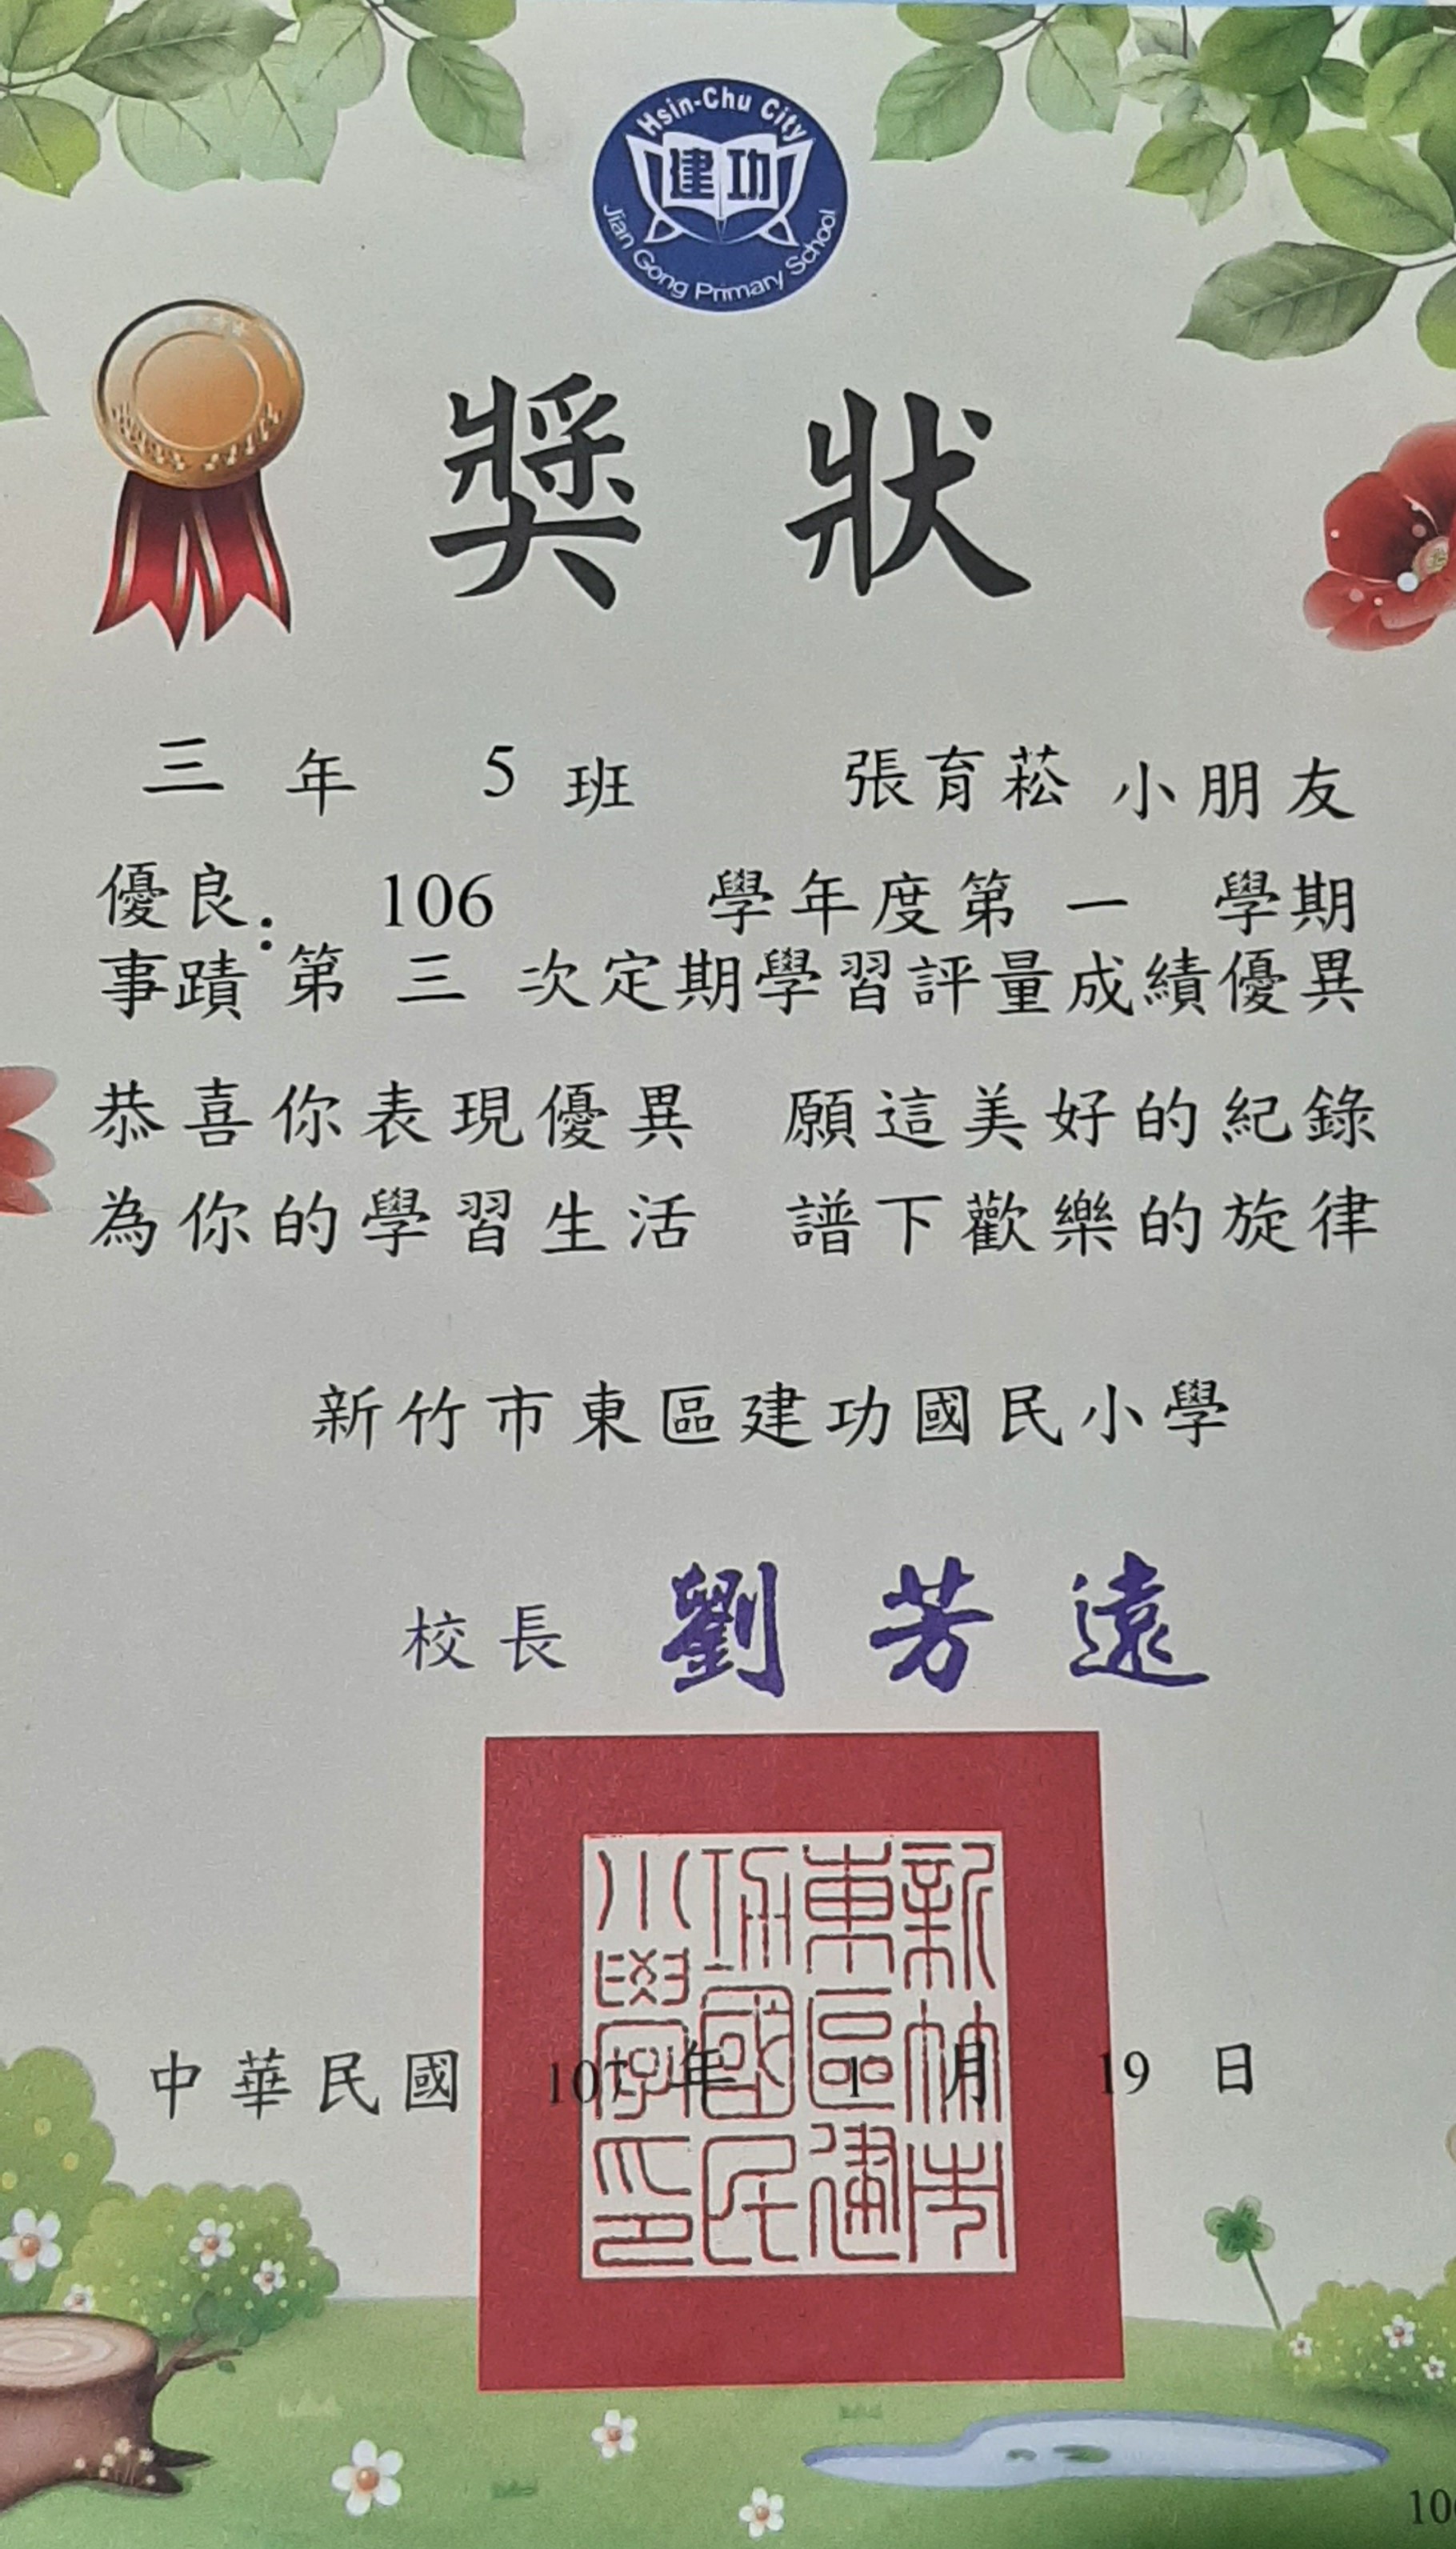 Hsin-Chu City
建功
Jian Gong Primary School
獎狀
三 年 5 班 張育菘 小朋友
優良 106 學年度第 一 學期
事蹟：第 三 次定期學習評量成績優異
恭喜你表現優異 願這美好的紀錄
為你的學習生活 譜下歡樂的旋律
新竹市東區建功國民小學
校長 劉芳遠
新竹市
東區建
功國民
小學印
中華民國 107 年 1 月 19 日